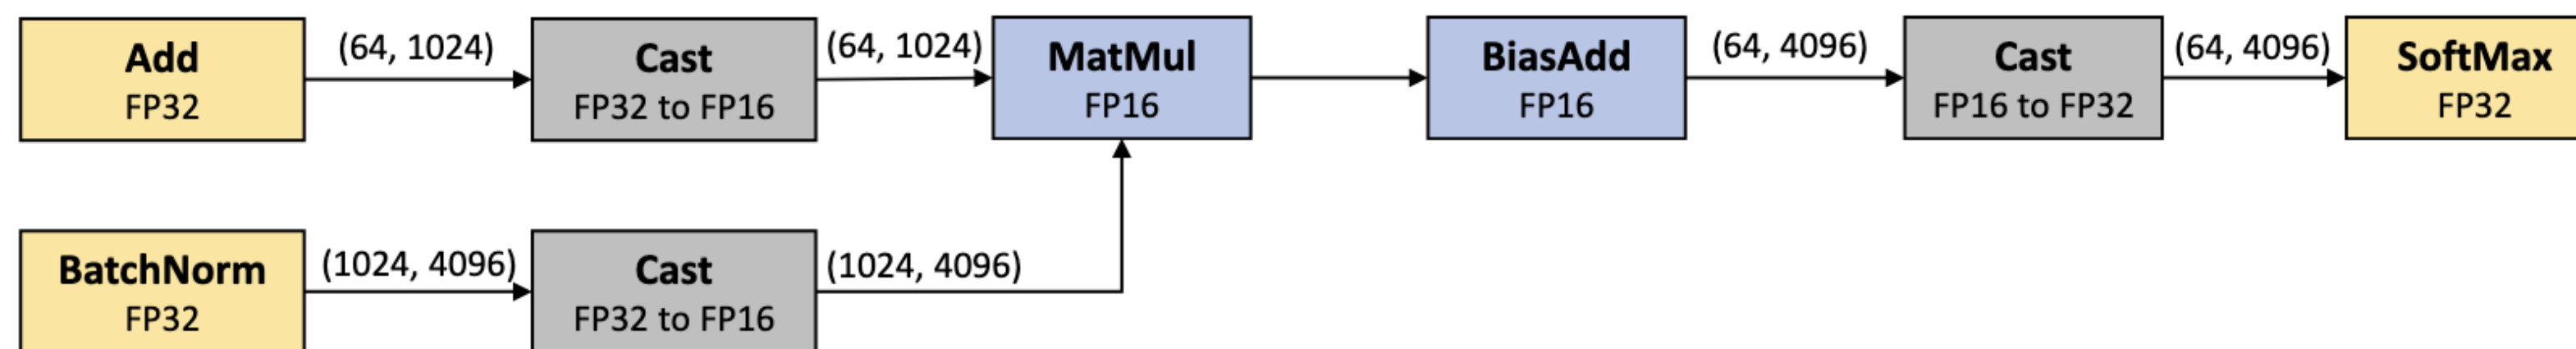 Add
FP32
(64, 1024)
Cast
FP32 to FP16
(64, 1024)
MatMul
FP16
BiasAdd
FP16
(64, 4096)
Cast
FP16 to FP32
(64, 4096)
SoftMax
FP32
BatchNorm
FP32
(1024, 4096)
Cast
FP32 to FP16
(1024, 4096)